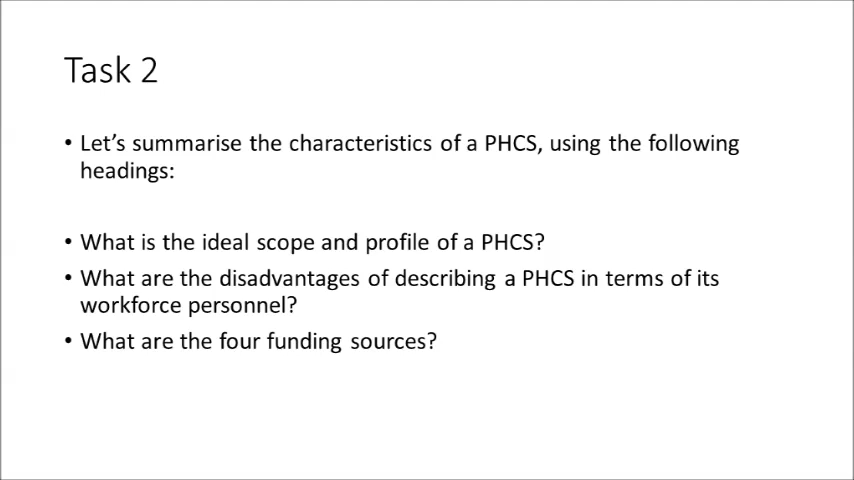 Task 2
• Let’s summarise the characteristics of a PHCS, using the following
headings:
• What is the ideal scope and profile of a PHCS?
• What are the disadvantages of describing a PHCS in terms of its
workforce personnel?
• What are the four funding sources?